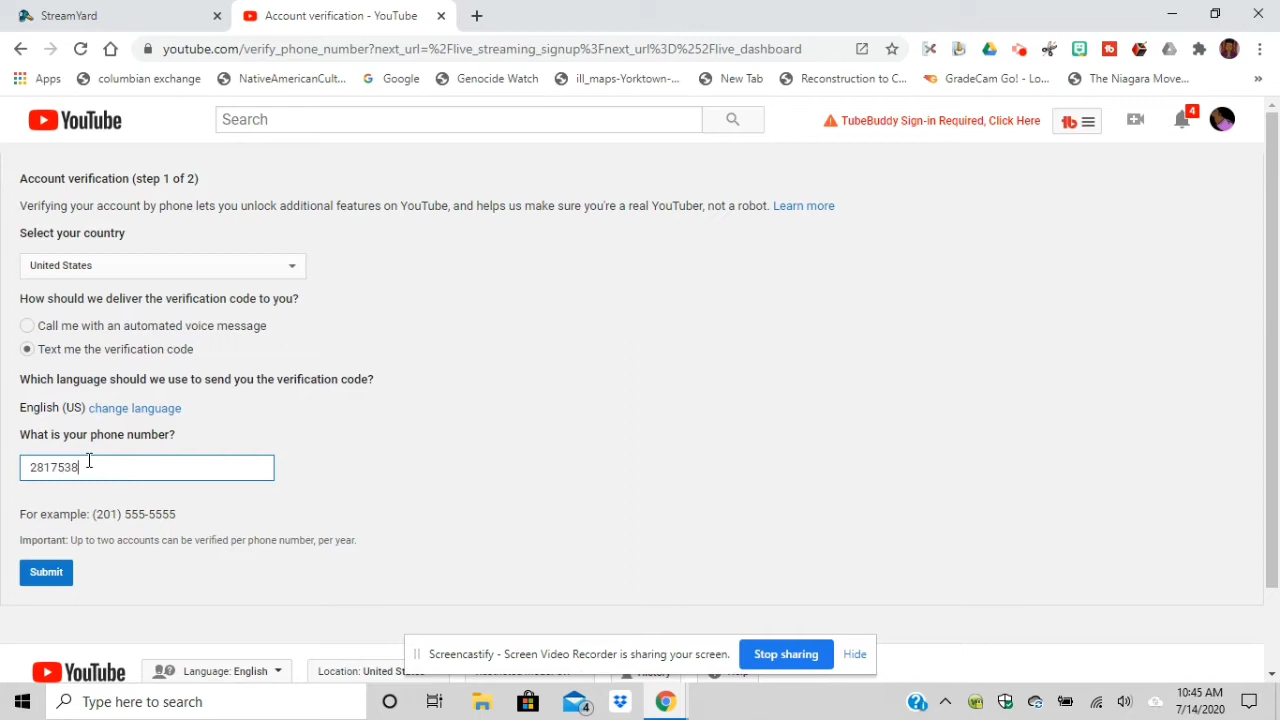 StreamYard
Account verification - YouTube
youtube.com/verify_phone_number?next_url=%2Flive_streaming_signup%3Fnext_url%3D%252Flive_dashboard
Apps columbian exchange NativeAmericanCult... Google Genocide Watch ill_maps-Yorktown-... New Tab Reconstruction to C... GradeCam Go! - Lo... The Niagara Move... »
YouTube
Search
TubeBuddy Sign-in Required, Click Here
tb
4
Account verification (step 1 of 2)
Verifying your account by phone lets you unlock additional features on YouTube, and helps us make sure you're a real YouTuber, not a robot. Learn more
Select your country
United States
How should we deliver the verification code to you?
Call me with an automated voice message
Text me the verification code
Which language should we use to send you the verification code?
English (US) change language
What is your phone number?
2817538
For example: (201) 555-5555
Important: Up to two accounts can be verified per phone number, per year.
Submit
Screencastify - Screen Video Recorder is sharing your screen. Stop sharing Hide
YouTube
Language: English
Location: United
Type here to search
4
10:45 AM
7/14/2020